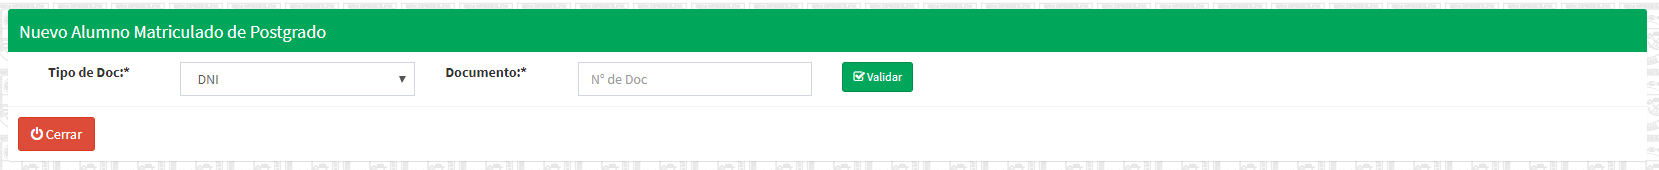 Nuevo Alumno Matriculado de Postgrado
Tipo de Doc:* DNI Documento:* N° de Doc Validar
Cerrar